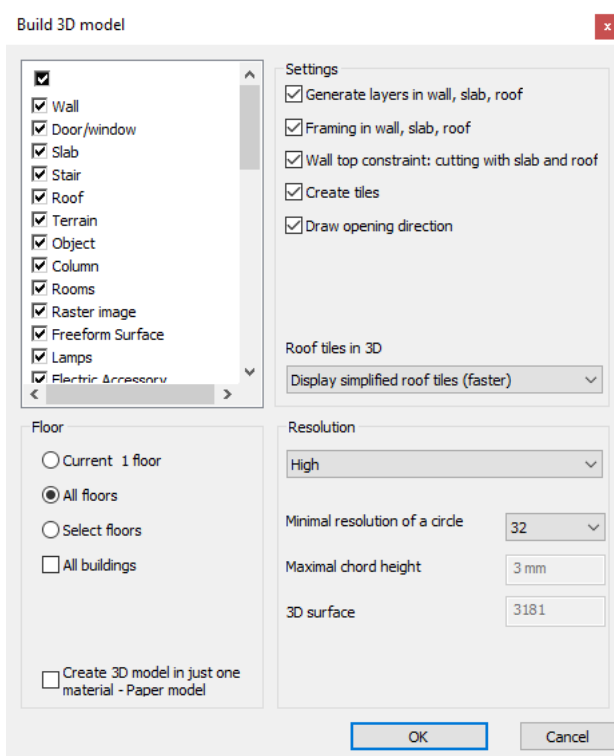 Build 3D model
x
Wall
Door/window
Slab
Stair
Roof
Terrain
Object
Column
Rooms
Raster image
Freeform Surface
Lamps
Electric Accessory
Settings
Generate layers in wall, slab, roof
Framing in wall, slab, roof
Wall top constraint: cutting with slab and roof
Create tiles
Draw opening direction
Roof tiles in 3D
Display simplified roof tiles (faster)
Floor
Current 1 floor
All floors
Select floors
All buildings
Create 3D model in just one
material - Paper model
Resolution
High
Minimal resolution of a circle
32
Maximal chord height
3 mm
3D surface
3181
OK
Cancel